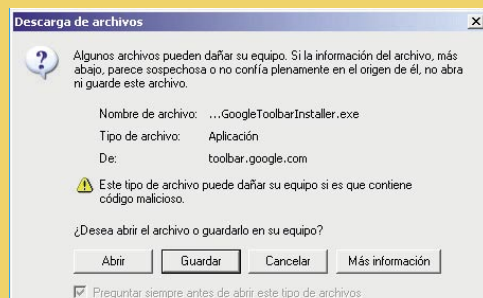 Descarga de archivos
Algunos archivos pueden dañar su equipo. Si la información del archivo, más
abajo, parece sospechosa o no confía plenamente en el origen de él, no abra
ni guarde este archivo.
Nombre de archivo: ...GoogleToolbarInstaller.exe
Tipo de archivo: Aplicación
De: toolbar.google.com
Este tipo de archivo puede dañar su equipo si es que contiene
código malicioso.
¿Desea abrir el archivo o guardarlo en su equipo?
Abrir Guardar Cancelar Más información
Preguntar siempre antes de abrir este tipo de archivos